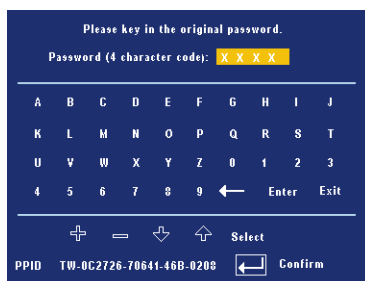 Please key in the original password.
Password (4 character code): X X X X
A B C D E F G H I J
K L M N O P Q R S T
U V W X Y Z 0 1 2 3
4 5 6 7 8 9 ← Enter Exit
Select
PPID TW-0C2726-70641-46B-0208 Confirm